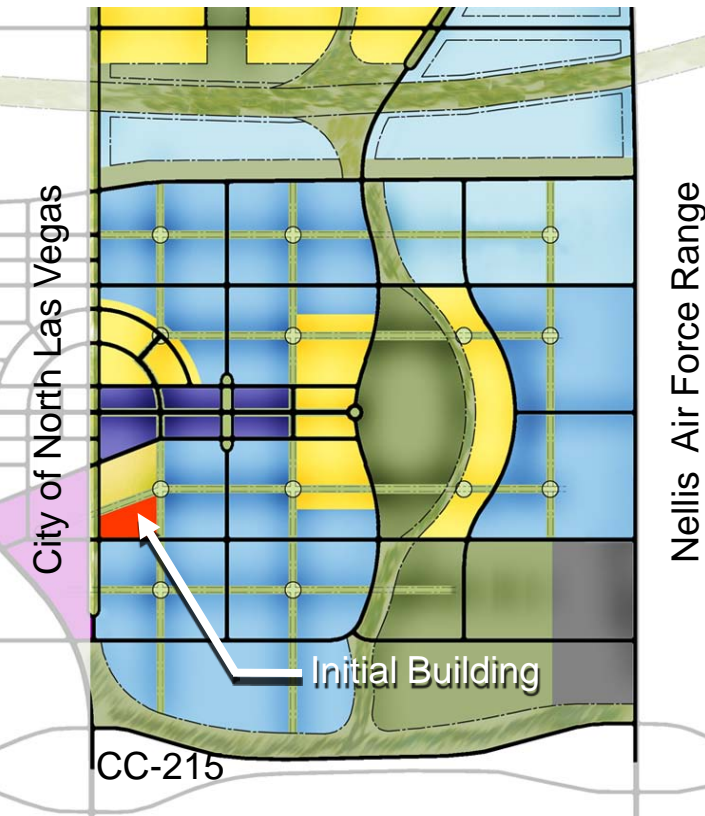 City of North Las Vegas
Nellis Air Force Range
Initial Building
CC-215